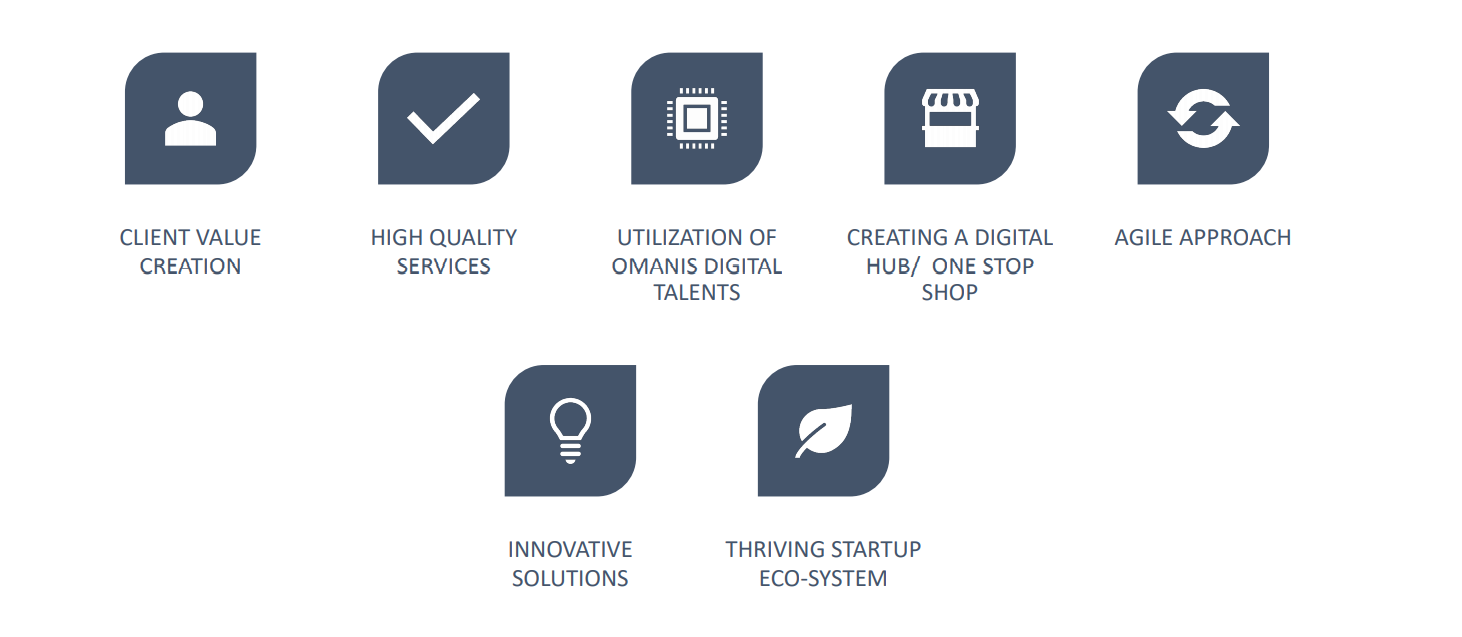 CLIENT VALUE
CREATION
HIGH QUALITY
SERVICES
UTILIZATION OF
OMANIS DIGITAL
TALENTS
CREATING A DIGITAL
HUB/  ONE STOP
SHOP
AGILE APPROACH
INNOVATIVE
SOLUTIONS
THRIVING STARTUP
ECO-SYSTEM